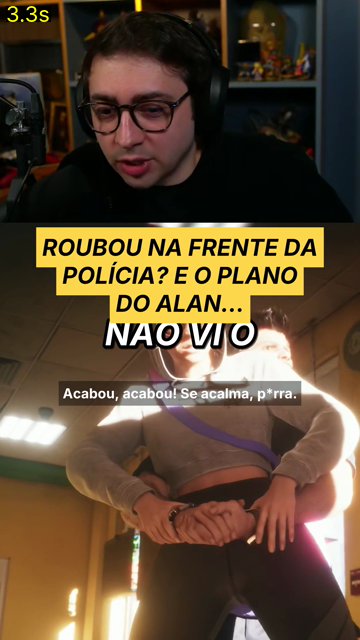 3.3s
ROUBOU NA FRENTE DA
POLÍCIA? E O PLANO
DO ALAN...
NÃO VI O
Acabou, acabou! Se acalma, p*rra.